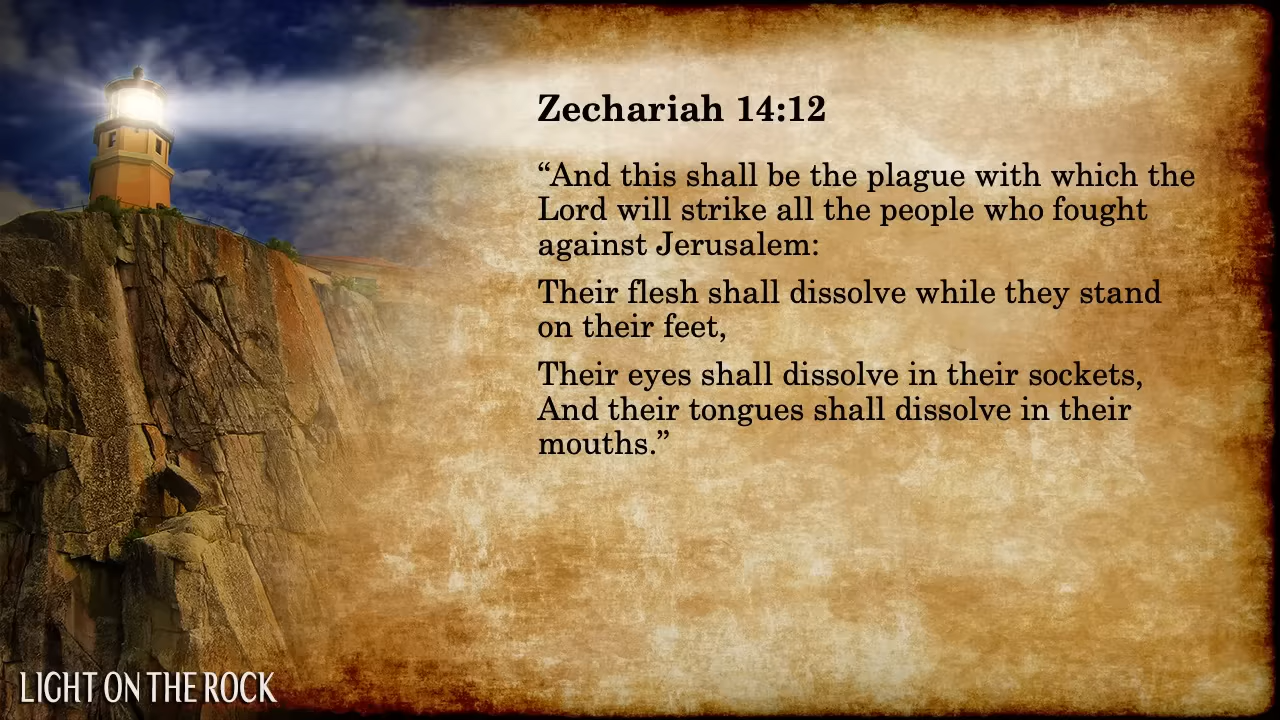 Zechariah 14:12
“And this shall be the plague with which the
Lord will strike all the people who fought
against Jerusalem:
Their flesh shall dissolve while they stand
on their feet,
Their eyes shall dissolve in their sockets,
And their tongues shall dissolve in their
mouths.”
LIGHT ON THE ROCK